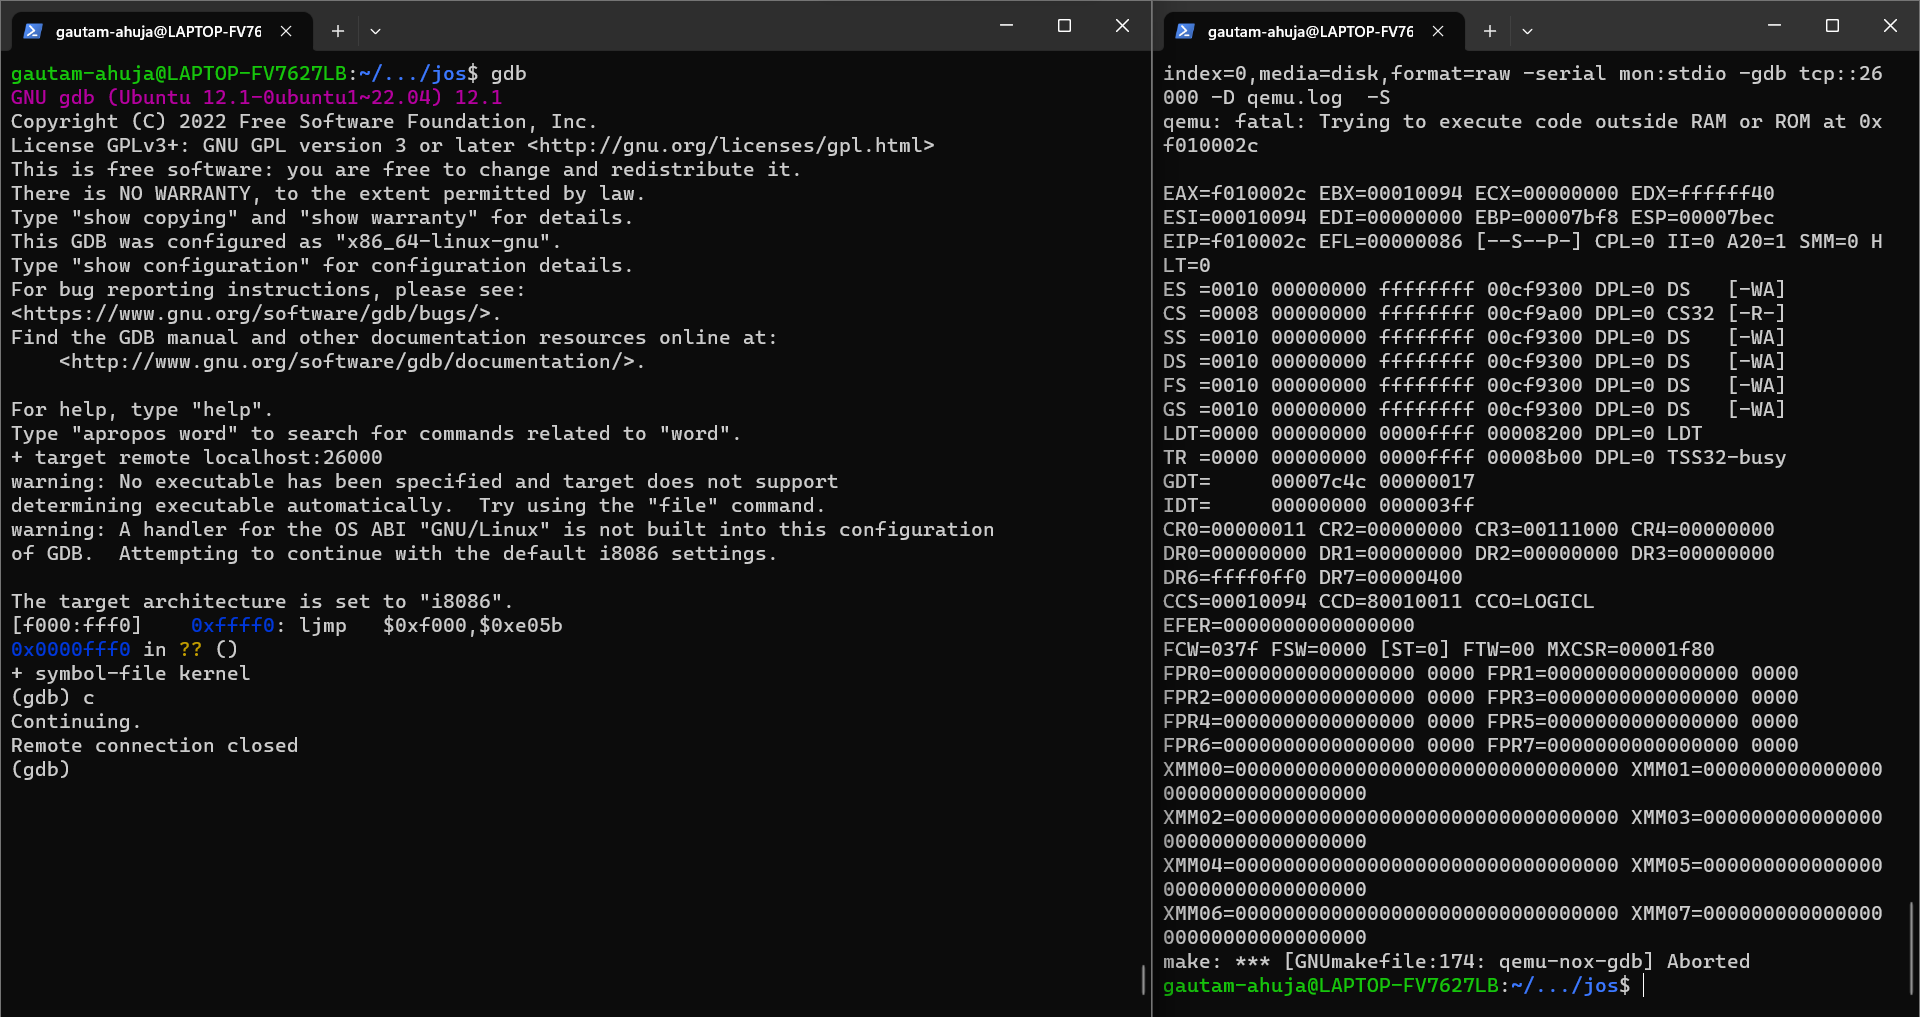 gautam-ahuja@LAPTOP-FV76
gautam-ahuja@LAPTOP-FV7627LB:~/.../jos$ gdb
GNU gdb (Ubuntu 12.1-0ubuntu1~22.04) 12.1
Copyright (C) 2022 Free Software Foundation, Inc.
License GPLv3+: GNU GPL version 3 or later <http://gnu.org/licenses/gpl.html>
This is free software: you are free to change and redistribute it.
There is NO WARRANTY, to the extent permitted by law.
Type "show copying" and "show warranty" for details.
This GDB was configured as "x86_64-linux-gnu".
Type "show configuration" for configuration details.
For bug reporting instructions, please see:
<https://www.gnu.org/software/gdb/bugs/>.
Find the GDB manual and other documentation resources online at:
    <http://www.gnu.org/software/gdb/documentation/>.

For help, type "help".
Type "apropos word" to search for commands related to "word".
+ target remote localhost:26000
warning: No executable has been specified and target does not support
determining executable automatically.  Try using the "file" command.
warning: A handler for the OS ABI "GNU/Linux" is not built into this configuration
of GDB.  Attempting to continue with the default i8086 settings.

The target architecture is set to "i8086".
[f000:fff0]    0xffff0: ljmp   $0xf000,$0xe05b
0x0000fff0 in ?? ()
+ symbol-file kernel
(gdb) c
Continuing.
Remote connection closed
(gdb)
gautam-ahuja@LAPTOP-FV76
index=0,media=disk,format=raw -serial mon:stdio -gdb tcp::26
000 -D qemu.log  -S
qemu: fatal: Trying to execute code outside RAM or ROM at 0x
f010002c

EAX=f010002c EBX=00010094 ECX=00000000 EDX=ffffff40
ESI=00010094 EDI=00000000 EBP=00007bf8 ESP=00007bec
EIP=f010002c EFL=00000086 [--S--P-] CPL=0 II=0 A20=1 SMM=0 H
LT=0
ES =0010 00000000 ffffffff 00cf9300 DPL=0 DS   [-WA]
CS =0008 00000000 ffffffff 00cf9a00 DPL=0 CS32 [-R-]
SS =0010 00000000 ffffffff 00cf9300 DPL=0 DS   [-WA]
DS =0010 00000000 ffffffff 00cf9300 DPL=0 DS   [-WA]
FS =0010 00000000 ffffffff 00cf9300 DPL=0 DS   [-WA]
GS =0010 00000000 ffffffff 00cf9300 DPL=0 DS   [-WA]
LDT=0000 00000000 0000ffff 00008200 DPL=0 LDT
TR =0000 00000000 0000ffff 00008b00 DPL=0 TSS32-busy
GDT=     00007c4c 00000017
IDT=     00000000 000003ff
CR0=00000011 CR2=00000000 CR3=00111000 CR4=00000000
DR0=00000000 DR1=00000000 DR2=00000000 DR3=00000000
DR6=ffff0ff0 DR7=00000400
CCS=00010094 CCD=80010011 CCO=LOGICL
EFER=0000000000000000
FCW=037f FSW=0000 [ST=0] FTW=00 MXCSR=00001f80
FPR0=0000000000000000 0000 FPR1=0000000000000000 0000
FPR2=0000000000000000 0000 FPR3=0000000000000000 0000
FPR4=0000000000000000 0000 FPR5=0000000000000000 0000
FPR6=0000000000000000 0000 FPR7=0000000000000000 0000
XMM00=00000000000000000000000000000000 XMM01=000000000000000
00000000000000000
XMM02=00000000000000000000000000000000 XMM03=000000000000000
00000000000000000
XMM04=00000000000000000000000000000000 XMM05=000000000000000
00000000000000000
XMM06=00000000000000000000000000000000 XMM07=000000000000000
00000000000000000
make: *** [GNUmakefile:174: qemu-nox-gdb] Aborted
gautam-ahuja@LAPTOP-FV7627LB:~/.../jos$